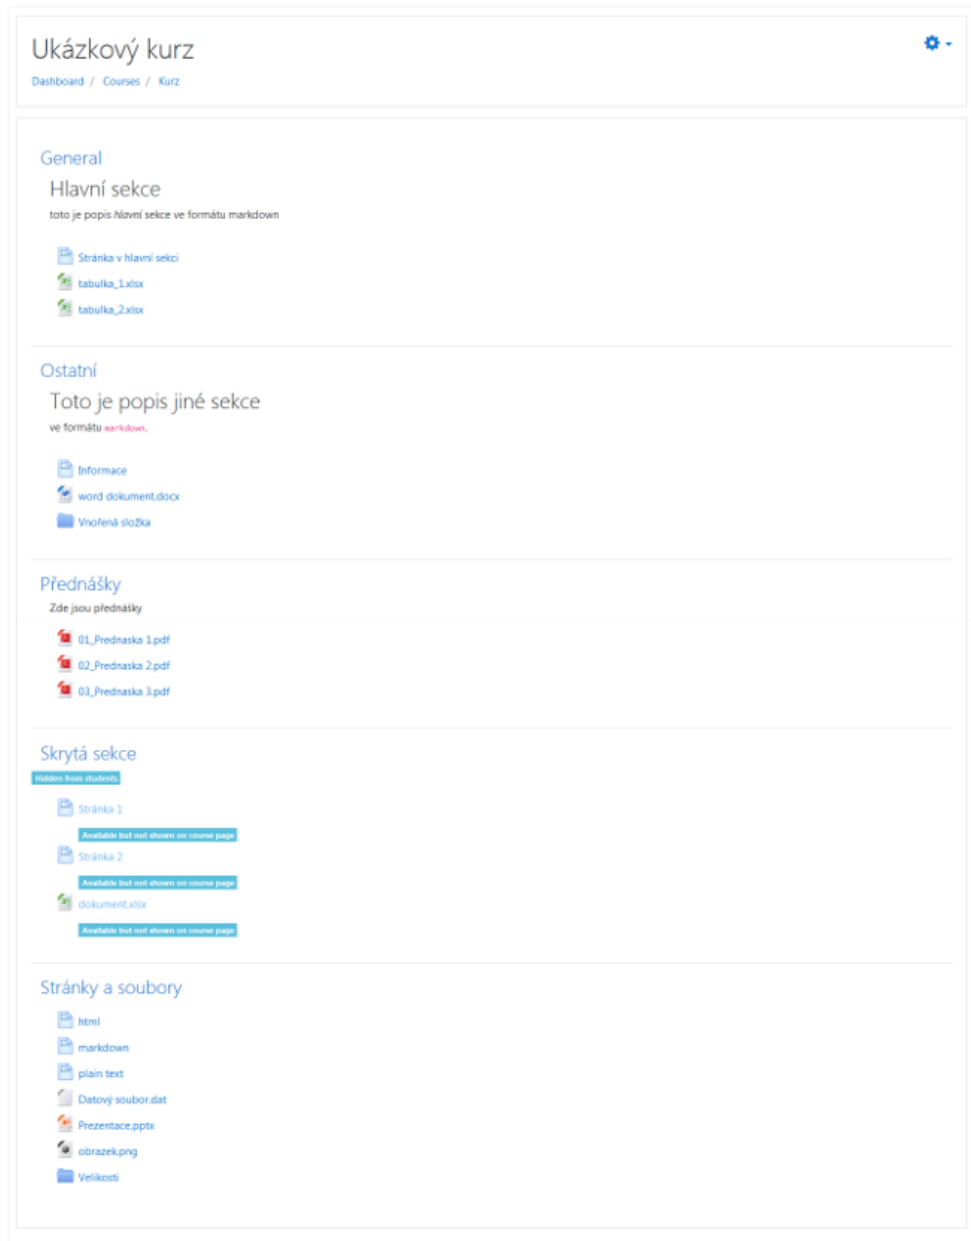 Ukázkový kurz
Dashboard / Courses / Kurz
General
Hlavní sekce
toto je popis hlavní sekce ve formátu markdown
Stránka v hlavní sekci
tabulka_1.xlsx
tabulka_2.xlsx
Ostatní
Toto je popis jiné sekce
ve formátu markdown.
Informace
word dokument.docx
Vnořená složka
Přednášky
Zde jsou přednášky
01_Prednaska 1.pdf
02_Prednaska 2.pdf
03_Prednaska 3.pdf
Skrytá sekce
Hidden from students
Stránka 1
Available but not shown on course page
Stránka 2
Available but not shown on course page
dokument.xlsx
Available but not shown on course page
Stránky a soubory
html
markdown
plain text
Datový soubor.dat
Prezentace.pptx
obrazek.png
Velikosti